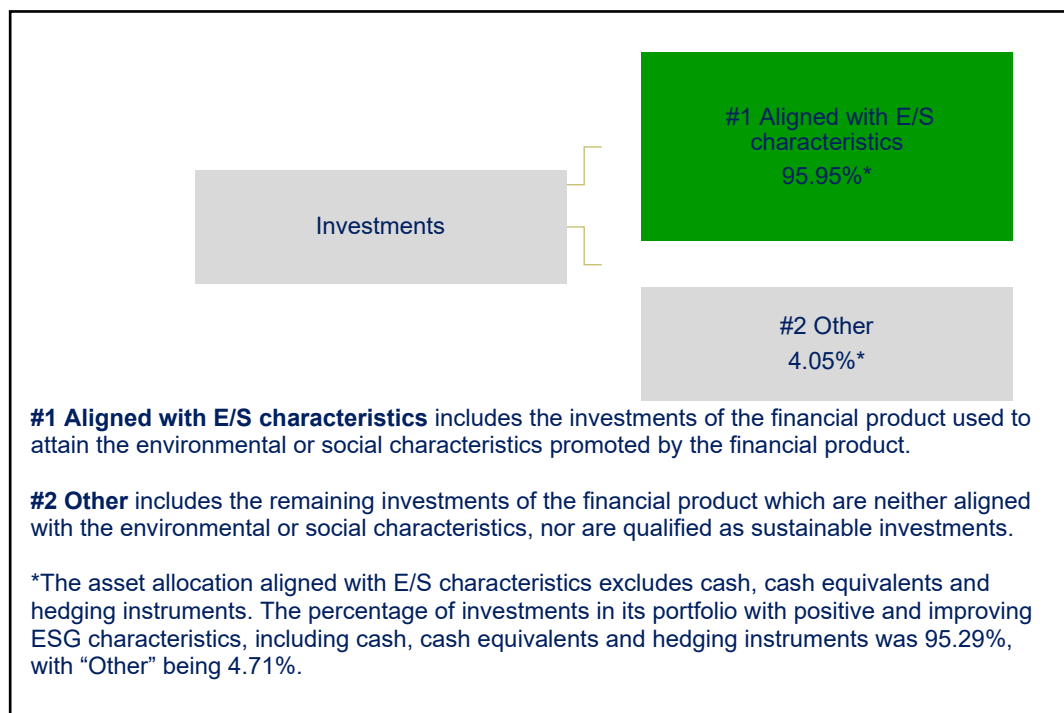 #1 Aligned with E/S
characteristics
95.95%*
Investments
#2 Other
4.05%*
#1 Aligned with E/S characteristics includes the investments of the financial product used to
attain the environmental or social characteristics promoted by the financial product.
#2 Other includes the remaining investments of the financial product which are neither aligned
with the environmental or social characteristics, nor are qualified as sustainable investments.
*The asset allocation aligned with E/S characteristics excludes cash, cash equivalents and
hedging instruments. The percentage of investments in its portfolio with positive and improving
ESG characteristics, including cash, cash equivalents and hedging instruments was 95.29%,
with “Other” being 4.71%.